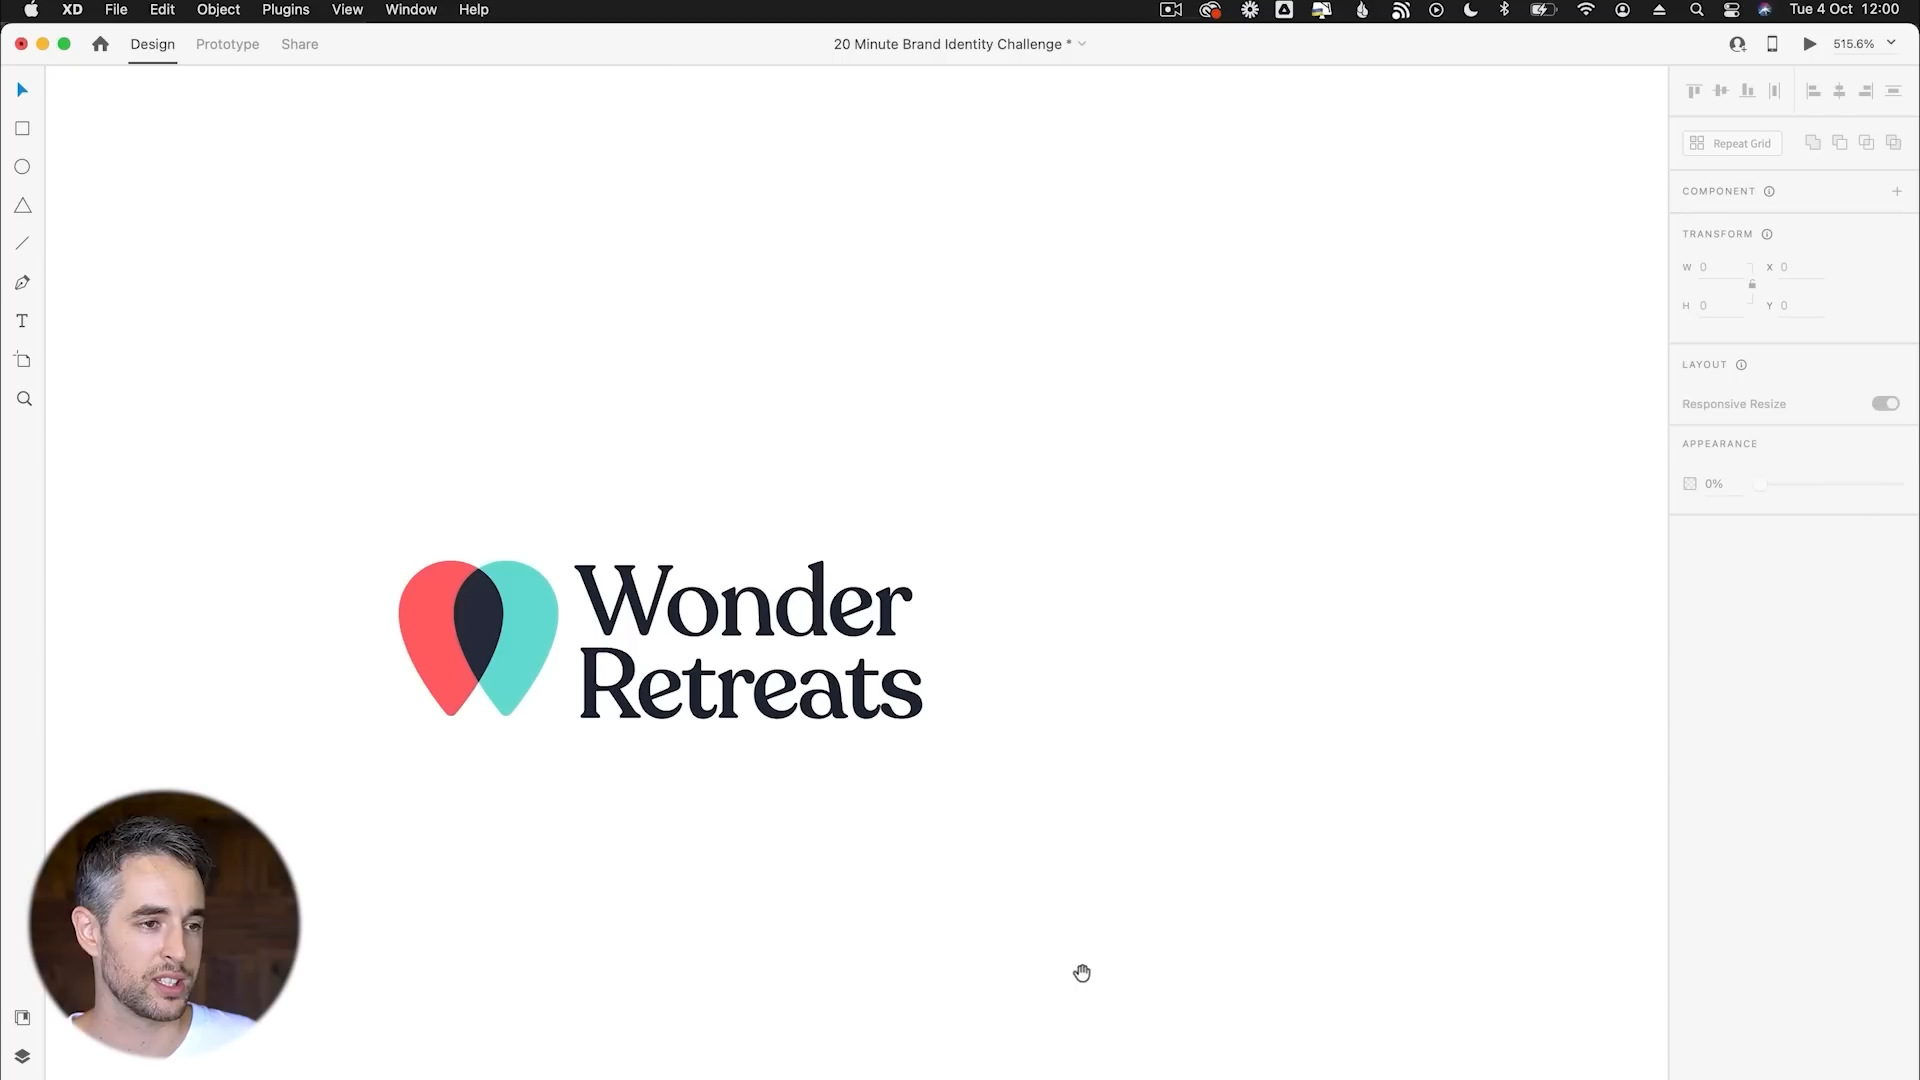 XD File Edit Object Plugins View Window Help Tue 4 Oct 12:00
Design Prototype Share 20 Minute Brand Identity Challenge * 515.6%
Repeat Grid
COMPONENT
TRANSFORM
W 0 X 0
H 0 Y 0
LAYOUT
Responsive Resize
APPEARANCE
0%
T
Wonder
Retreats